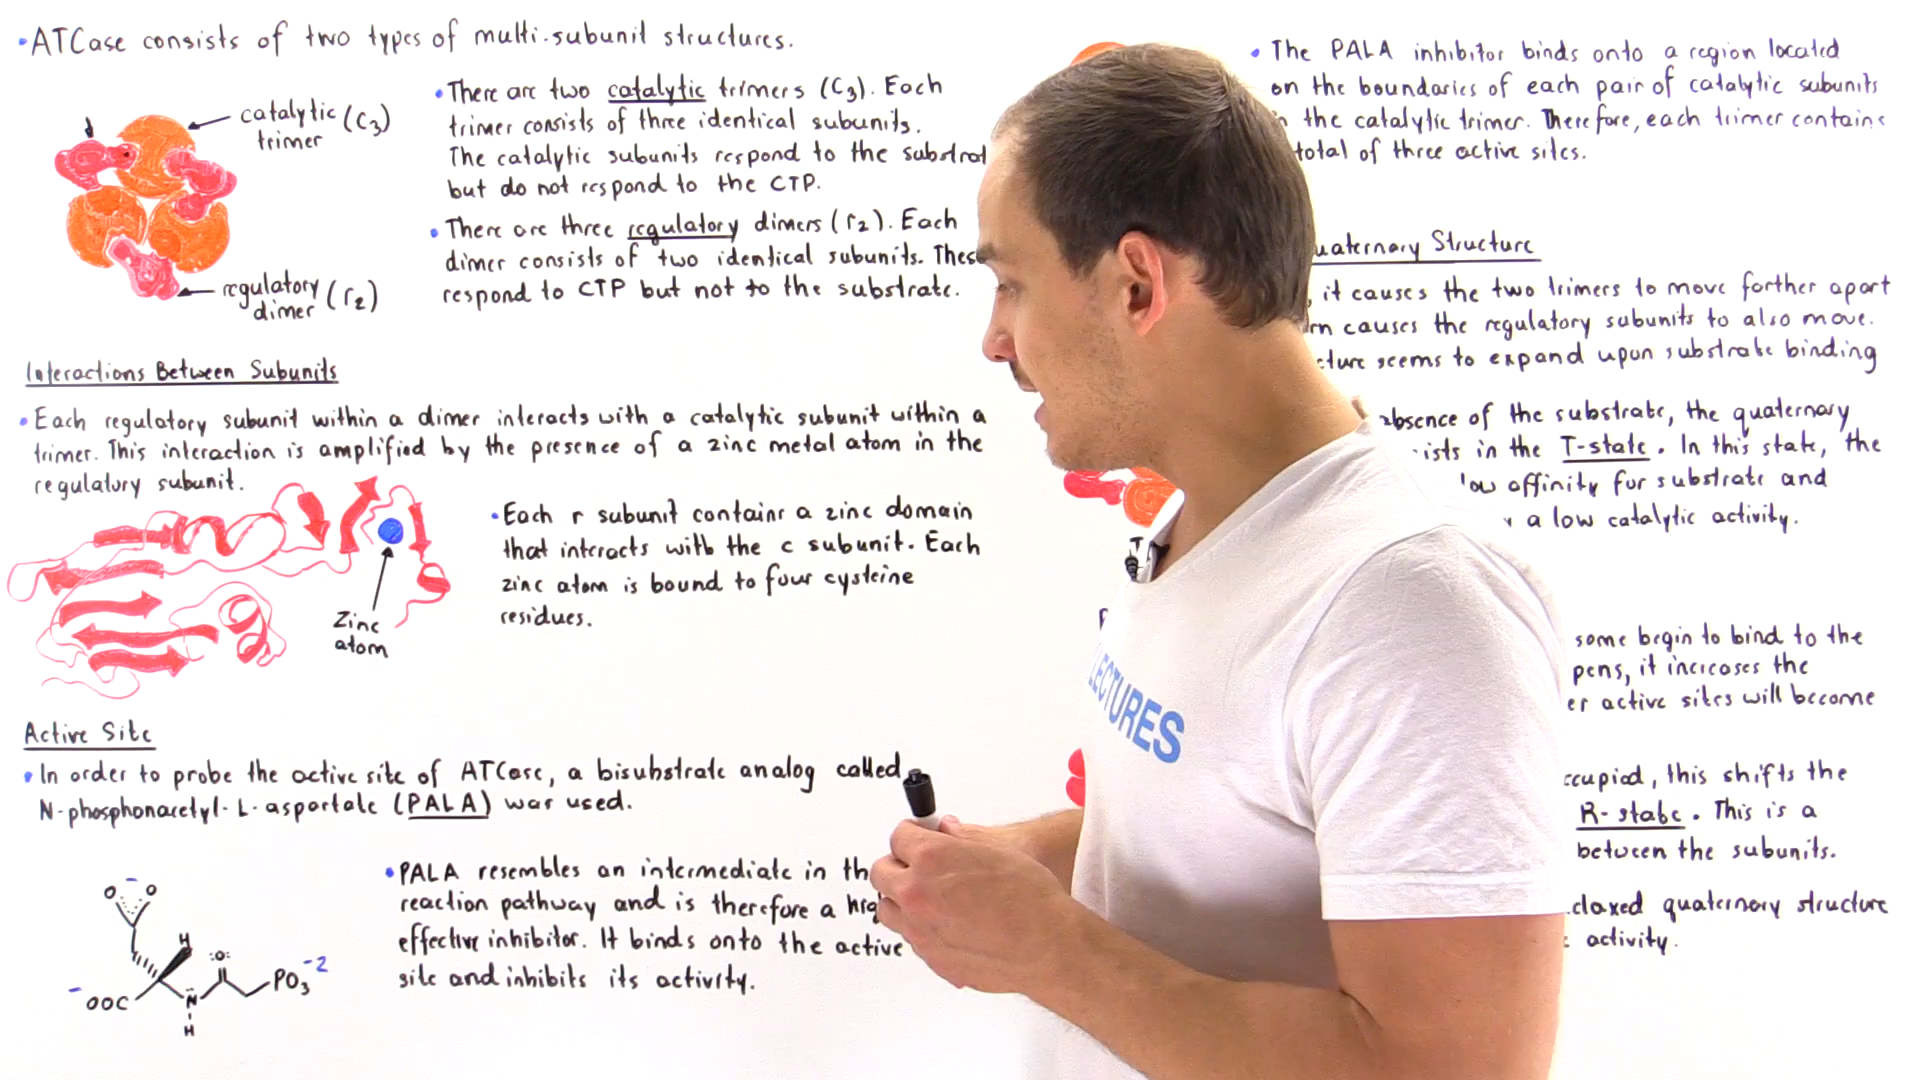 •ATCase consists of two types of multi-subunit structures.
catalytic (C3)
trimer
regulatory (r2)
dimer
•There are two catalytic trimers (C3). Each
trimer consists of three identical subunits.
The catalytic subunits respond to the substrat
but do not respond to the CTP.
•There are three regulatory dimers (r2). Each
dimer consists of two identical subunits. Thes
respond to CTP but not to the substrate.
Interactions Between Subunits
•Each regulatory subunit within a dimer interacts with a catalytic subunit within a
trimer. This interaction is amplified by the presence of a zinc metal atom in the
regulatory subunit.
Zinc
atom
•Each r subunit contains a zinc domain
that interacts with the c subunit. Each
zinc atom is bound to four cysteine
residues.
Active Site
•In order to probe the active site of ATCase, a bisubstrate analog called
N-phosphonacetyl-L-aspartate (PALA) was used.
O - O
H
:O:
-OOC
N
H
PO3 -2
•PALA resembles an intermediate in th
reaction pathway and is therefore a hig
effective inhibitor. It binds onto the active
site and inhibits its activity.
•The PALA inhibitor binds onto a region located
on the boundaries of each pair of catalytic subunits
the catalytic trimer. Therefore, each trimer contains
total of three active sites.
uaternary Structure
, it causes the two trimers to move farther apart
rn causes the regulatory subunits to also move.
cture seems to expand upon substrate binding
absence of the substrate, the quaternary
ists in the T-state. In this state, the
low affinity for substrate and
a low catalytic activity.
T
some begin to bind to the
pens, it increases the
er active sites will become
ccupied, this shifts the
R-state. This is a
between the subunits.
elaxed quaternary structure
activity.
LECTURES